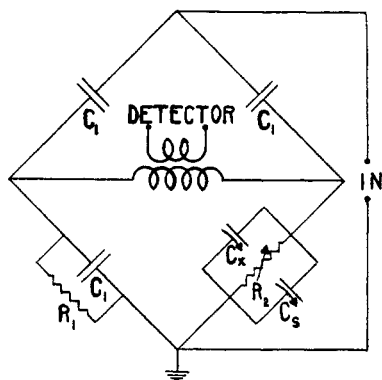 C₁
C₁
DETECTOR
IN
C₁
R₁
Cₓ
R₂
Cₛ